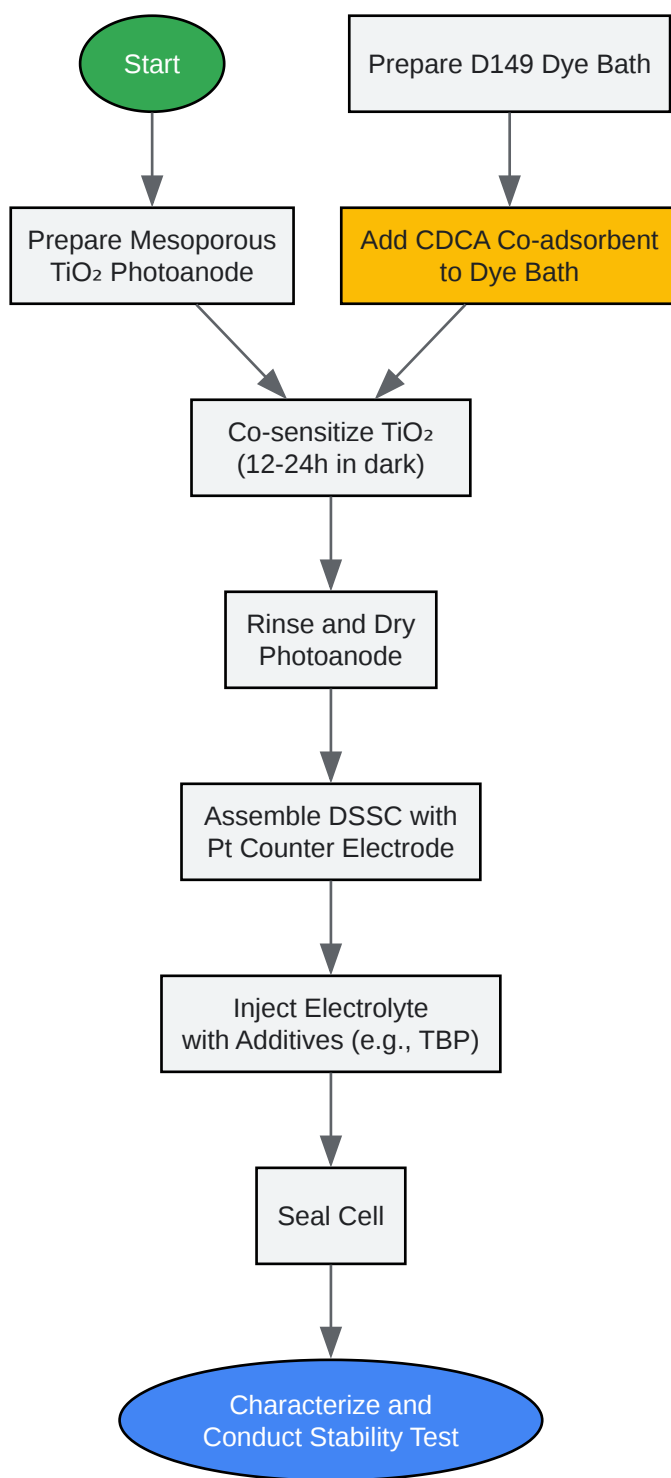 Start
Prepare D149 Dye Bath
Prepare Mesoporous
TiO₂ Photoanode
Add CDCA Co-adsorbent
to Dye Bath
Co-sensitize TiO₂
(12-24h in dark)
Rinse and Dry
Photoanode
Assemble DSSC with
Pt Counter Electrode
Inject Electrolyte
with Additives (e.g., TBP)
Seal Cell
Characterize and
Conduct Stability Test